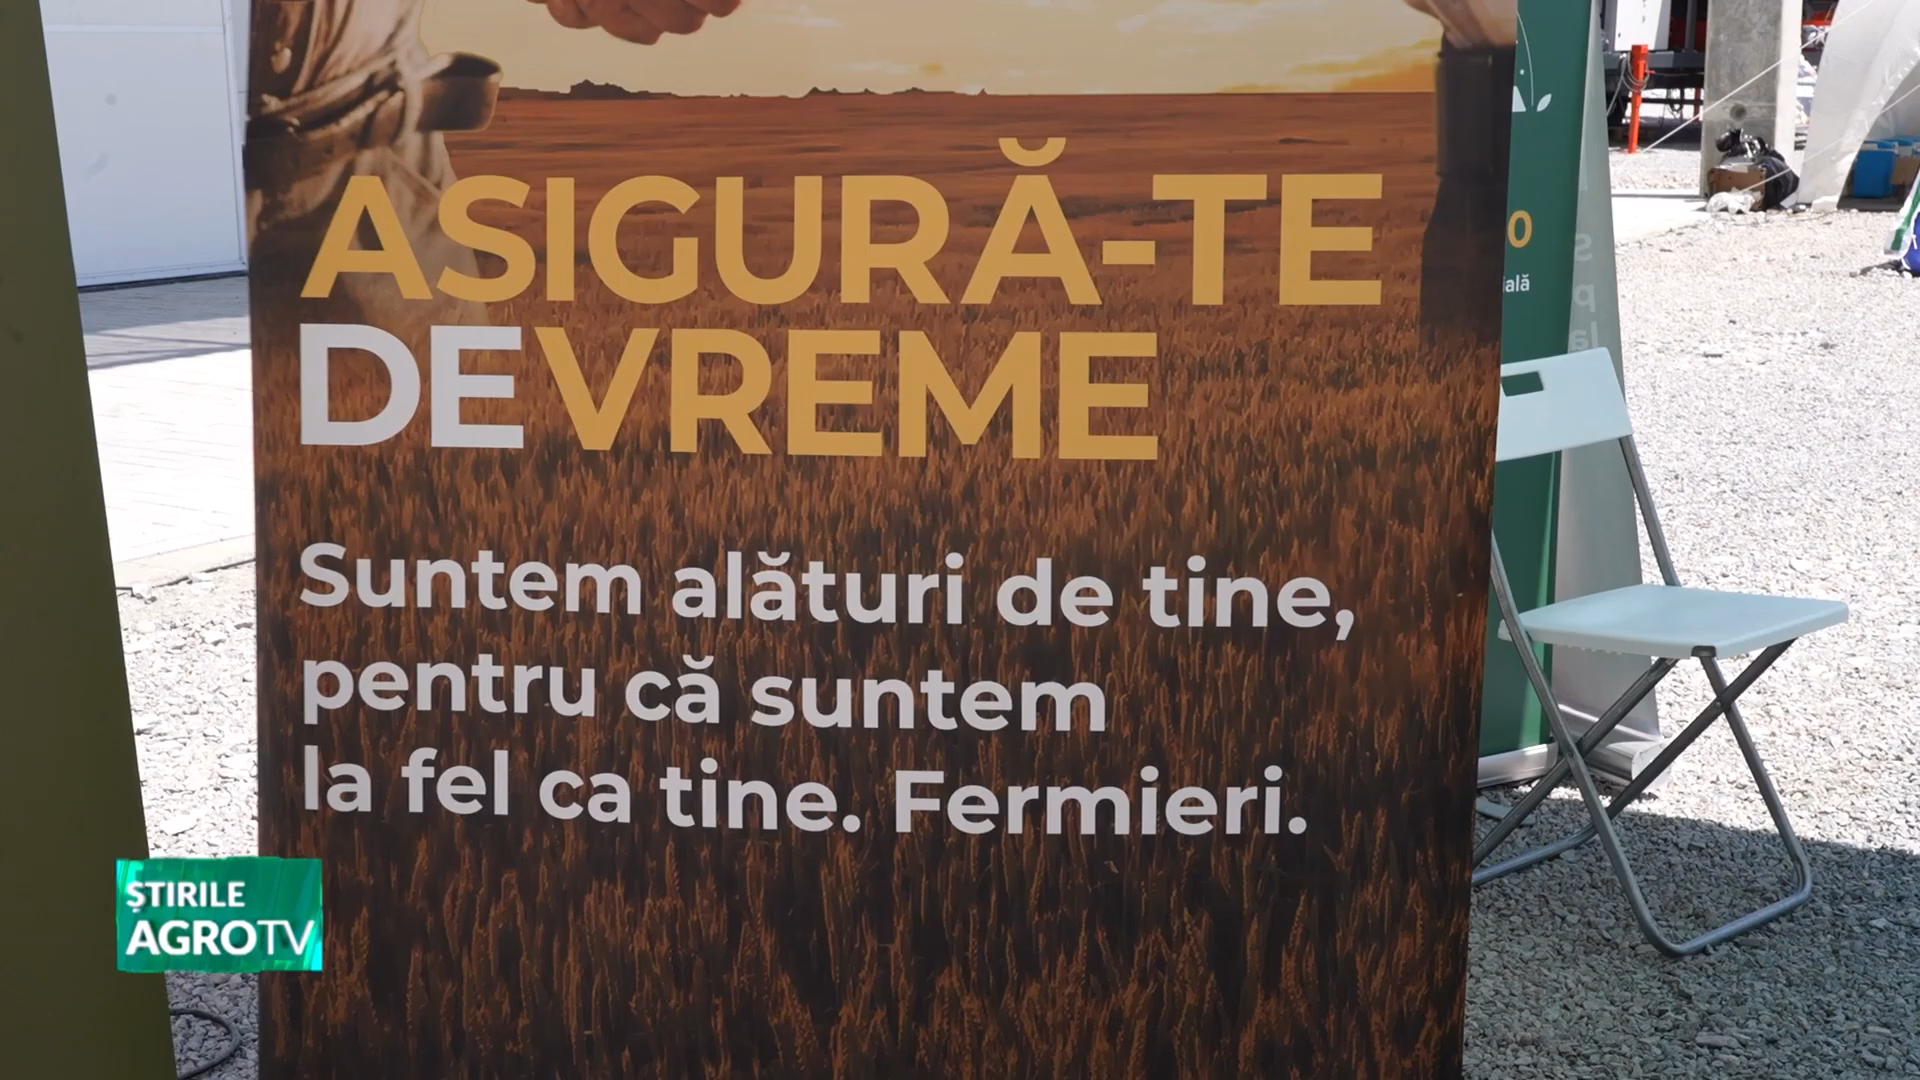 ASIGURĂ-TE
DEVREME
Suntem alături de tine,
pentru că suntem
la fel ca tine. Fermieri.
ȘTIRILE
AGROTV